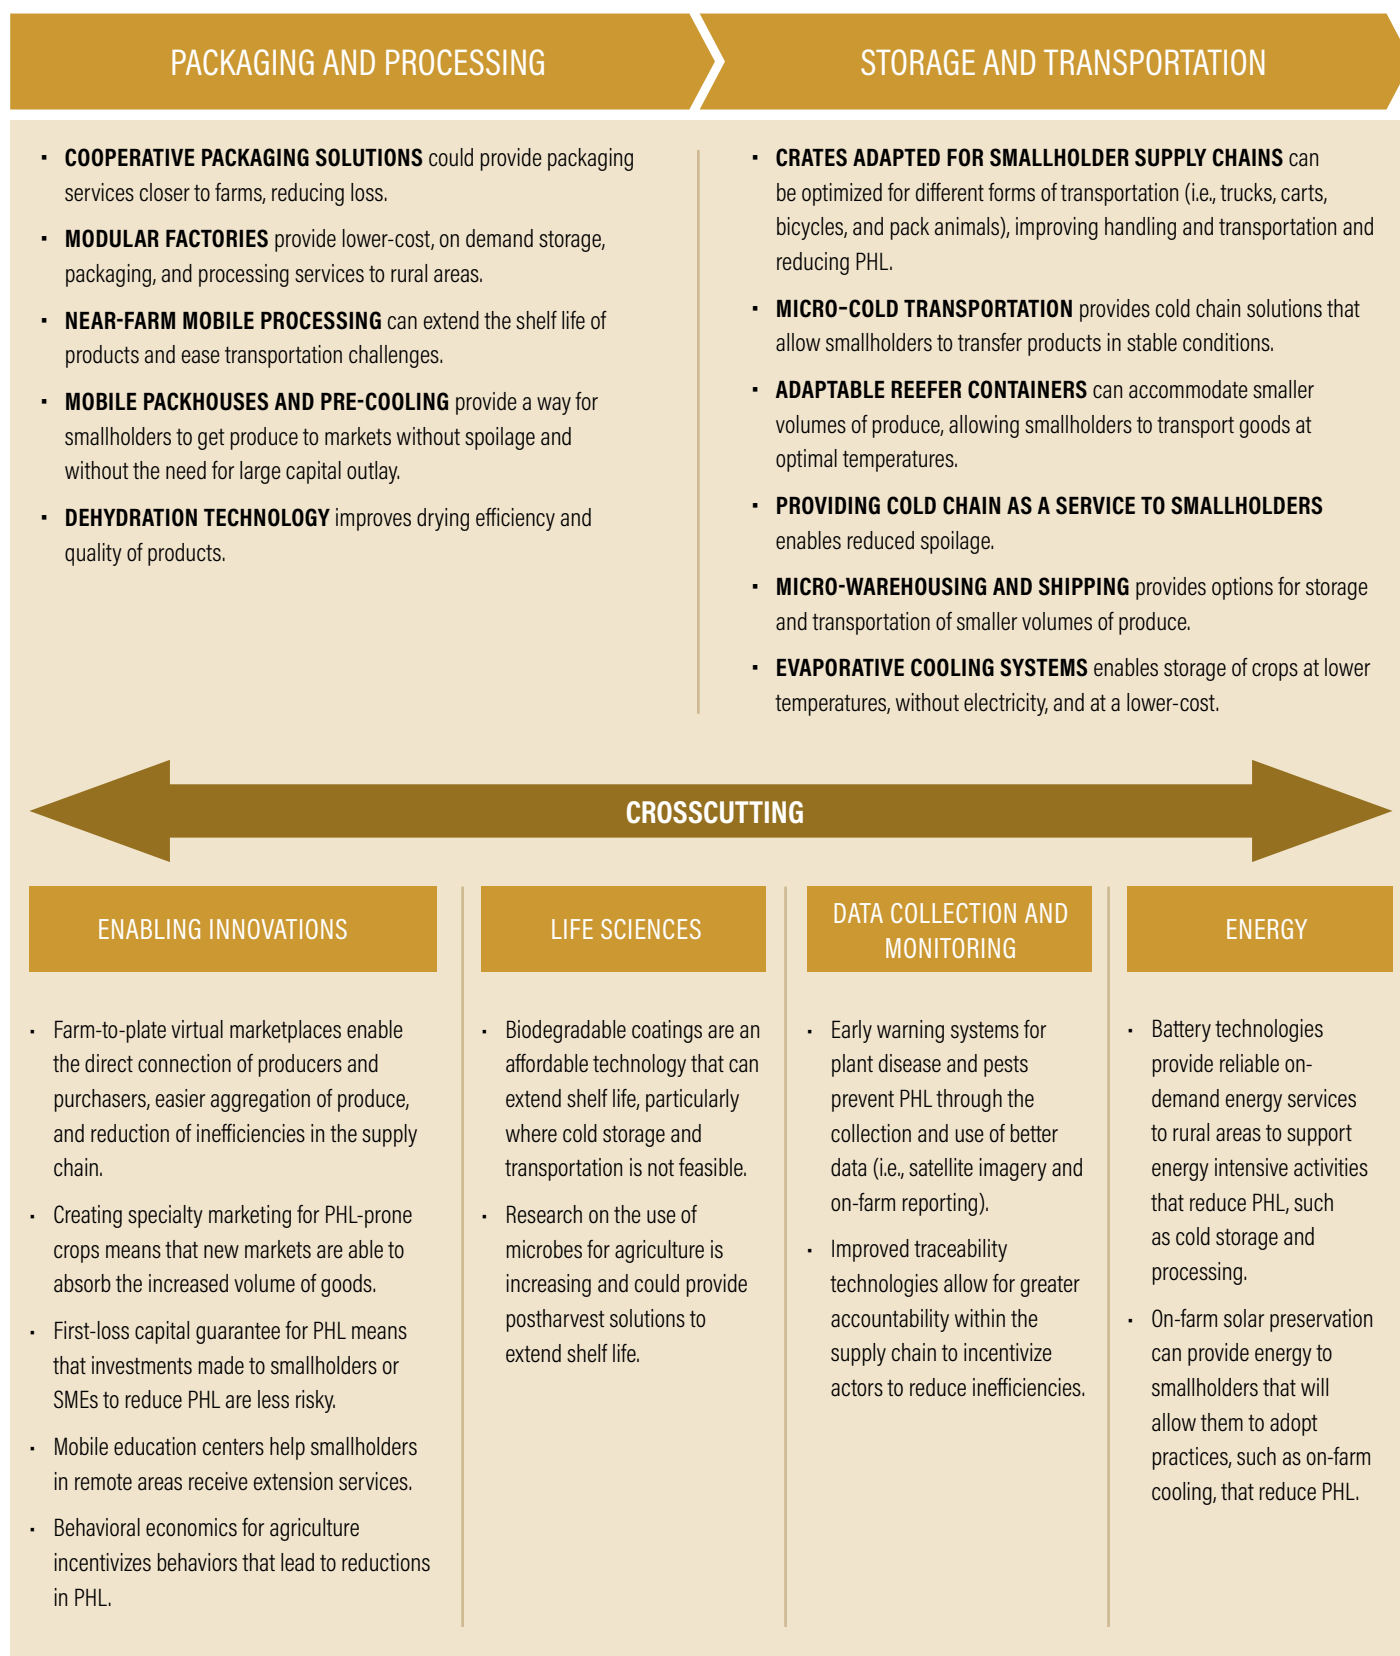 PACKAGING AND PROCESSING
STORAGE AND TRANSPORTATION
▪ COOPERATIVE PACKAGING SOLUTIONS could provide packaging
services closer to farms, reducing loss.
▪ MODULAR FACTORIES provide lower-cost, on demand storage,
packaging, and processing services to rural areas.
▪ NEAR-FARM MOBILE PROCESSING can extend the shelf life of
products and ease transportation challenges.
▪ MOBILE PACKHOUSES AND PRE-COOLING provide a way for
smallholders to get produce to markets without spoilage and
without the need for large capital outlay.
▪ DEHYDRATION TECHNOLOGY improves drying efficiency and
quality of products.
▪ CRATES ADAPTED FOR SMALLHOLDER SUPPLY CHAINS can
be optimized for different forms of transportation (i.e., trucks, carts,
bicycles, and pack animals), improving handling and transportation and
reducing PHL.
▪ MICRO–COLD TRANSPORTATION provides cold chain solutions that
allow smallholders to transfer products in stable conditions.
▪ ADAPTABLE REEFER CONTAINERS can accommodate smaller
volumes of produce, allowing smallholders to transport goods at
optimal temperatures.
▪ PROVIDING COLD CHAIN AS A SERVICE TO SMALLHOLDERS
enables reduced spoilage.
▪ MICRO-WAREHOUSING AND SHIPPING provides options for storage
and transportation of smaller volumes of produce.
▪ EVAPORATIVE COOLING SYSTEMS enables storage of crops at lower
temperatures, without electricity, and at a lower-cost.
CROSSCUTTING
ENABLING INNOVATIONS
▪ Farm-to-plate virtual marketplaces enable
the direct connection of producers and
purchasers, easier aggregation of produce,
and reduction of inefficiencies in the supply
chain.
▪ Creating specialty marketing for PHL-prone
crops means that new markets are able to
absorb the increased volume of goods.
▪ First-loss capital guarantee for PHL means
that investments made to smallholders or
SMEs to reduce PHL are less risky.
▪ Mobile education centers help smallholders
in remote areas receive extension services.
▪ Behavioral economics for agriculture
incentivizes behaviors that lead to reductions
in PHL.
LIFE SCIENCES
▪ Biodegradable coatings are an
affordable technology that can
extend shelf life, particularly
where cold storage and
transportation is not feasible.
▪ Research on the use of
microbes for agriculture is
increasing and could provide
postharvest solutions to
extend shelf life.
DATA COLLECTION AND
MONITORING
▪ Early warning systems for
plant disease and pests
prevent PHL through the
collection and use of better
data (i.e., satellite imagery and
on-farm reporting).
▪ Improved traceability
technologies allow for greater
accountability within the
supply chain to incentivize
actors to reduce inefficiencies.
ENERGY
▪ Battery technologies
provide reliable on-
demand energy services
to rural areas to support
energy intensive activities
that reduce PHL, such
as cold storage and
processing.
▪ On-farm solar preservation
can provide energy to
smallholders that will
allow them to adopt
practices, such as on-farm
cooling, that reduce PHL.